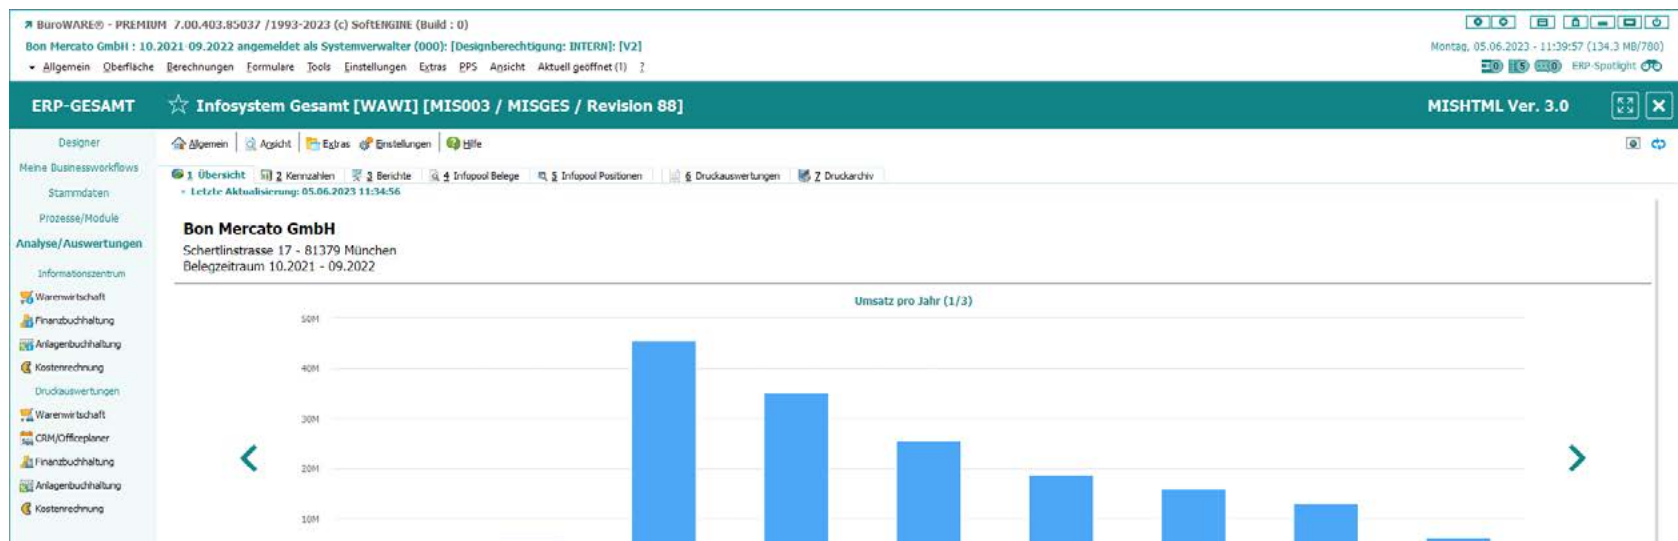 BüroWARE® - PREMIUM 7.00.403.85037 /1993-2023 (c) SoftENGINE (Build : 0)
Bon Mercato GmbH : 10.2021-09.2022 angemeldet als Systemverwalter (000): [Designberechtigung: INTERN]: [V2]
Montag, 05.06.2023 - 11:39:57 (134.3 MB/780)
Allgemein Oberfläche Berechnungen Formulare Tools Einstellungen Extras PPS Ansicht Aktuell geöffnet (1) ?
0 5 0 ERP-Spotlight
ERP-GESAMT
Infosystem Gesamt [WAWI] [MIS003 / MISGES / Revision 88]
MISHTML Ver. 3.0
Designer
Meine Businessworkflows
Stammdaten
Prozesse/Module
Analyse/Auswertungen
Informationszentrum
Warenwirtschaft
Finanzbuchhaltung
Anlagenbuchhaltung
Kostenrechnung
Druckauswertungen
Warenwirtschaft
CRM/Officeplaner
Finanzbuchhaltung
Anlagenbuchhaltung
Kostenrechnung
Allgemein Ansicht Extras Einstellungen Hilfe
1 Übersicht 2 Kennzahlen 3 Berichte 4 Infopool Belege 5 Infopool Positionen 6 Druckauswertungen 7 Druckarchiv
Letzte Aktualisierung: 05.06.2023 11:34:56
Bon Mercato GmbH
Schertlinstrasse 17 - 81379 München
Belegzeitraum 10.2021 - 09.2022
Umsatz pro Jahr (1/3)
50M
40M
30M
20M
10M